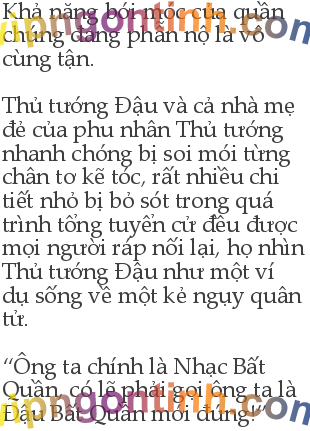 Khả năng bới móc của quần
chúng đang phẫn nộ là vô
cùng tận.
Thủ tướng Đậu và cả nhà mẹ
đẻ của phu nhân Thủ tướng
nhanh chóng bị soi mói từng
chân tơ kẽ tóc, rất nhiều chi
tiết nhỏ bị bỏ sót trong quá
trình tổng tuyển cử đều được
mọi người ráp nối lại, họ nhìn
Thủ tướng Đậu như một ví
dụ sống về một kẻ ngụy quân
tử.
“Ông ta chính là Nhạc Bất
Quần, có lẽ phải gọi ông ta là
Đậu Bất Quần mới đúng!”
vipngontinh.com
vipngontinh.com